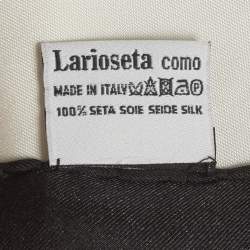 Larioseta como
MADE IN ITALY
100% SETA SOIE SEIDE SILK